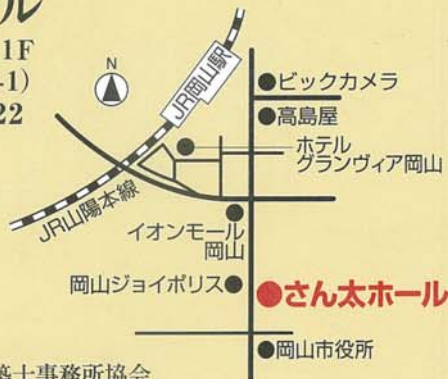 ル
1F
-1)
22
N
JR岡山駅
ビックカメラ
高島屋
ホテル
グランヴィア岡山
JR山陽本線
イオンモール
岡山
岡山ジョイポリス
さん太ホール
岡山市役所
築士事務所協会